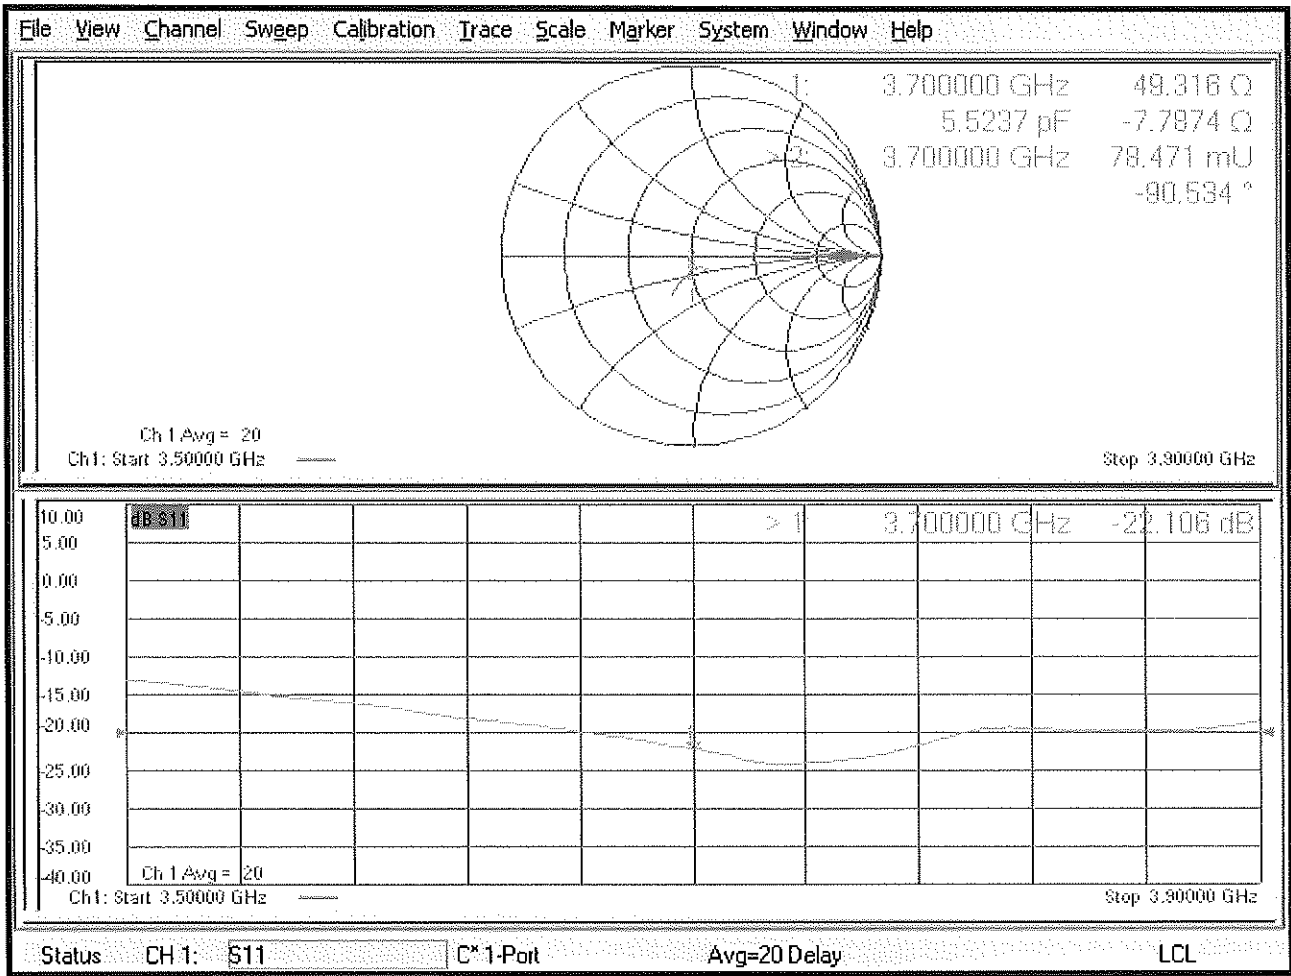 File View Channel Sweep Calibration Trace Scale Marker System Window Help
1: 3.700000 GHz 49.316 Ω
5.5237 pF -7.7874 Ω
> 2: 3.700000 GHz 78.471 mU
-90.534 °
Ch 1 Avg = 20
Ch1: Start 3.50000 GHz
Stop 3.90000 GHz
10.00
dB S11
> 1: 3.700000 GHz -22.106 dB
5.00
0.00
-5.00
-10.00
-15.00
-20.00
-25.00
-30.00
-35.00
-40.00
Ch 1 Avg = 20
Ch1: Start 3.50000 GHz
Stop 3.90000 GHz
Status CH 1: S11 C* 1-Port Avg=20 Delay LCL